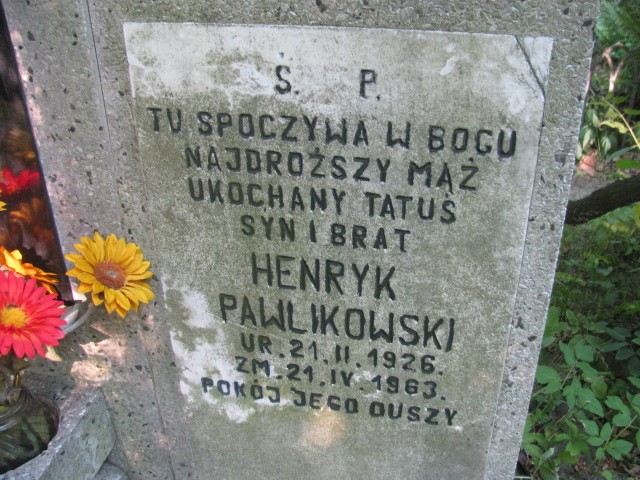 Ś. P.
TU SPOCZYWA W BOGU
NAJDROŻSZY MĄŻ
UKOCHANY TATUŚ
SYN I BRAT
HENRYK
PAWLIKOWSKI
UR. 21. II. 1926.
ZM. 21. IV. 1963.
POKÓJ JEGO DUSZY